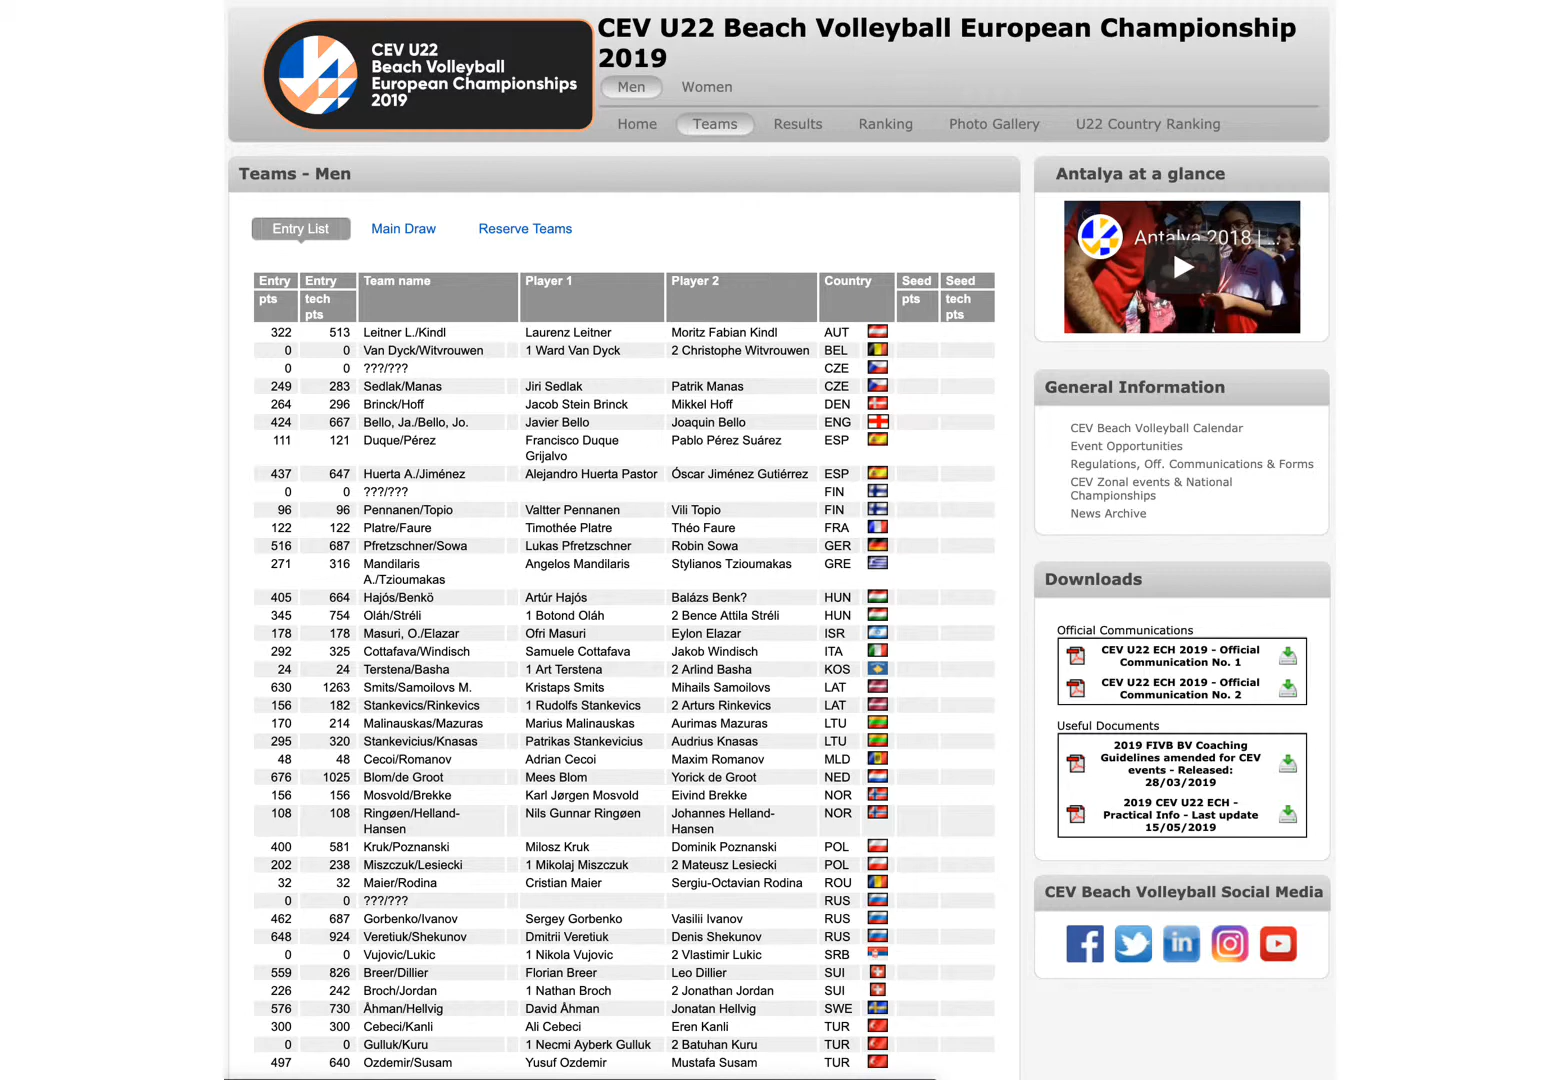 CEV U22
Beach Volleyball
European Championships
2019
CEV U22 Beach Volleyball European Championship
2019
Men Women
Home Teams Results Ranking Photo Gallery U22 Country Ranking
Teams - Men
Entry List Main Draw Reserve Teams
Entry Entry Team name Player 1 Player 2 Country Seed Seed
pts tech pts tech
pts pts
322 513 Leitner L./Kindl Laurenz Leitner Moritz Fabian Kindl AUT
0 0 Van Dyck/Witvrouwen 1 Ward Van Dyck 2 Christophe Witvrouwen BEL
0 0 ???/??? CZE
249 283 Sedlak/Manas Jiri Sedlak Patrik Manas CZE
264 296 Brinck/Hoff Jacob Stein Brinck Mikkel Hoff DEN
424 667 Bello, Ja./Bello, Jo. Javier Bello Joaquin Bello ENG
111 121 Duque/Pérez Francisco Duque Pablo Pérez Suárez ESP
Grijalvo
437 647 Huerta A./Jiménez Alejandro Huerta Pastor Óscar Jiménez Gutiérrez ESP
0 0 ???/??? FIN
96 96 Pennanen/Topio Valtter Pennanen Vili Topio FIN
122 122 Platre/Faure Timothée Platre Théo Faure FRA
516 687 Pfretzschner/Sowa Lukas Pfretzschner Robin Sowa GER
271 316 Mandilaris Angelos Mandilaris Stylianos Tzioumakas GRE
A./Tzioumakas
405 664 Hajós/Benkö Artúr Hajós Balázs Benk? HUN
345 754 Oláh/Stréli 1 Botond Oláh 2 Bence Attila Stréli HUN
178 178 Masuri, O./Elazar Ofri Masuri Eylon Elazar ISR
292 325 Cottafava/Windisch Samuele Cottafava Jakob Windisch ITA
24 24 Terstena/Basha 1 Art Terstena 2 Arlind Basha KOS
630 1263 Smits/Samoilovs M. Kristaps Smits Mihails Samoilovs LAT
156 182 Stankevics/Rinkevics 1 Rudolfs Stankevics 2 Arturs Rinkevics LAT
170 214 Malinauskas/Mazuras Marius Malinauskas Aurimas Mazuras LTU
295 320 Stankevicius/Knasas Patrikas Stankevicius Audrius Knasas LTU
48 48 Cecoi/Romanov Adrian Cecoi Maxim Romanov MLD
676 1025 Blom/de Groot Mees Blom Yorick de Groot NED
156 156 Mosvold/Brekke Karl Jørgen Mosvold Eivind Brekke NOR
108 108 Ringøen/Helland- Nils Gunnar Ringøen Johannes Helland- NOR
Hansen Hansen
400 581 Kruk/Poznanski Milosz Kruk Dominik Poznanski POL
202 238 Miszczuk/Lesiecki 1 Mikolaj Miszczuk 2 Mateusz Lesiecki POL
32 32 Maier/Rodina Cristian Maier Sergiu-Octavian Rodina ROU
0 0 ???/??? RUS
462 687 Gorbenko/Ivanov Sergey Gorbenko Vasilii Ivanov RUS
648 924 Veretiuk/Shekunov Dmitrii Veretiuk Denis Shekunov RUS
0 0 Vujovic/Lukic 1 Nikola Vujovic 2 Vlastimir Lukic SRB
559 826 Breer/Dillier Florian Breer Leo Dillier SUI
226 242 Broch/Jordan 1 Nathan Broch 2 Jonathan Jordan SUI
576 730 Åhman/Hellvig David Åhman Jonatan Hellvig SWE
300 300 Cebeci/Kanli Ali Cebeci Eren Kanli TUR
0 0 Gulluk/Kuru 1 Necmi Ayberk Gulluk 2 Batuhan Kuru TUR
497 640 Ozdemir/Susam Yusuf Ozdemir Mustafa Susam TUR
Antalya at a glance
Antalya 2018 | ...
General Information
CEV Beach Volleyball Calendar
Event Opportunities
Regulations, Off. Communications & Forms
CEV Zonal events & National
Championships
News Archive
Downloads
Official Communications
CEV U22 ECH 2019 - Official
Communication No. 1
CEV U22 ECH 2019 - Official
Communication No. 2
Useful Documents
2019 FIVB BV Coaching
Guidelines amended for CEV
events - Released:
28/03/2019
2019 CEV U22 ECH -
Practical Info - Last update
15/05/2019
CEV Beach Volleyball Social Media